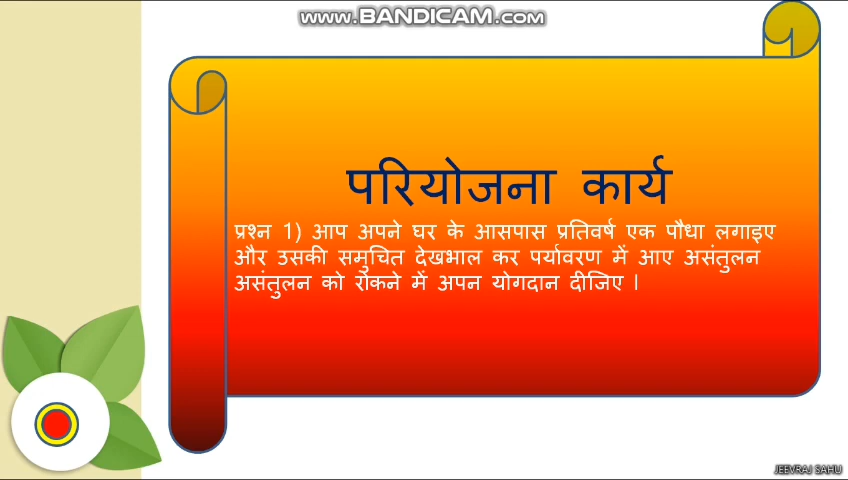 www.BANDICAM.com
परियोजना कार्य
प्रश्न 1) आप अपने घर के आसपास प्रतिवर्ष एक पौधा लगाइए
और उसकी समुचित देखभाल कर पर्यावरण में आए असंतुलन
असंतुलन को रोकने में अपन योगदान दीजिए ।
JEEVRAJ SAHU